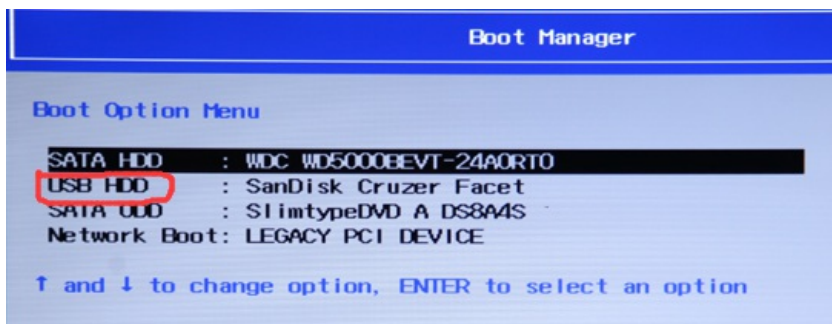 Boot Manager
Boot Option Menu
SATA HDD : WDC WD5000BEVT-24A0RT0
USB HDD : SanDisk Cruzer Facet
SATA ODD : SlimtypeDVD A DS8A4S
Network Boot: LEGACY PCI DEVICE
↑ and ↓ to change option, ENTER to select an option